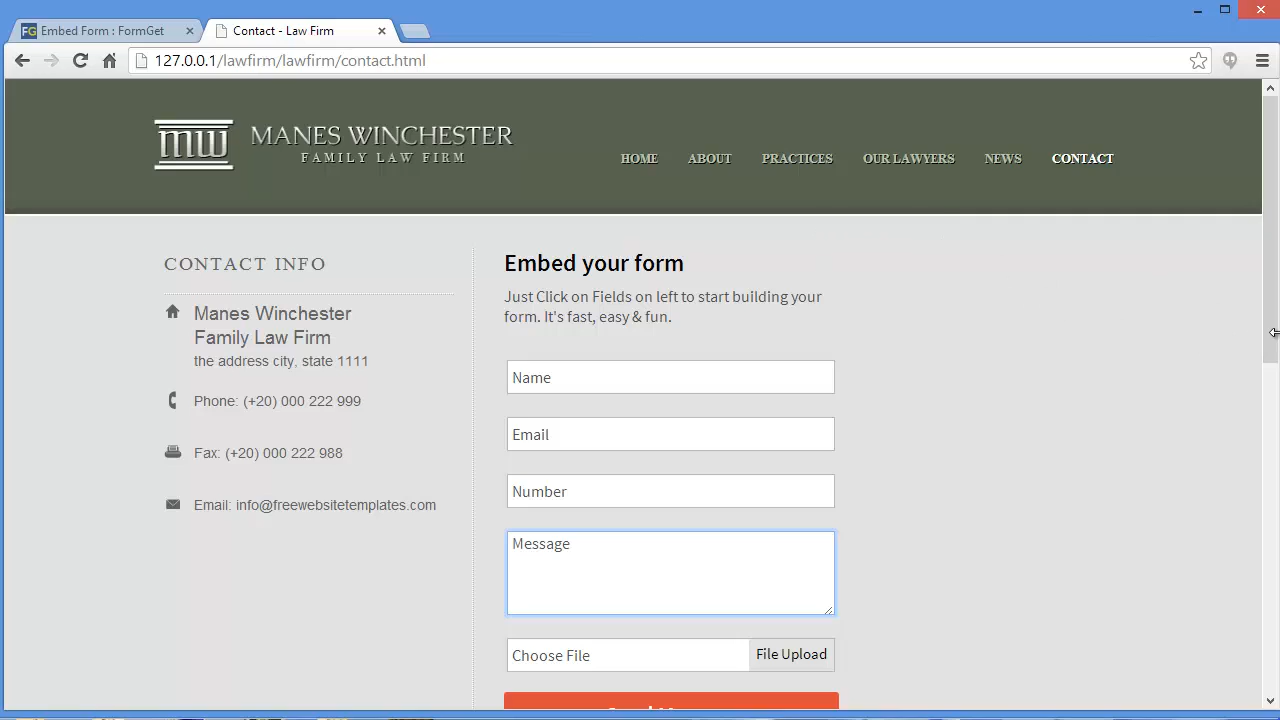 Embed Form : FormGet
Contact - Law Firm
127.0.0.1/lawfirm/lawfirm/contact.html
MW MANES WINCHESTER
FAMILY LAW FIRM
HOME ABOUT PRACTICES OUR LAWYERS NEWS CONTACT
CONTACT INFO
Manes Winchester
Family Law Firm
the address city, state 1111
Phone: (+20) 000 222 999
Fax: (+20) 000 222 988
Email: info@freewebsitetemplates.com
Embed your form
Just Click on Fields on left to start building your
form. It's fast, easy & fun.
Name
Email
Number
Message
Choose File File Upload